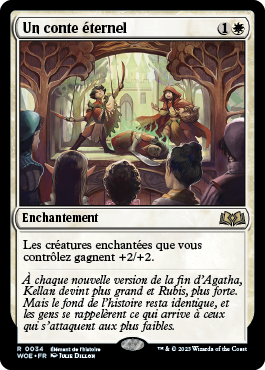 Un conte éternel 1
Enchantement
Les créatures enchantées que vous
contrôlez gagnent +2/+2.
À chaque nouvelle version de la fin d'Agatha,
Kellan devint plus grand et Rubis, plus forte.
Mais le fond de l'histoire resta identique, et
les gens se rappelèrent ce qui arrive à ceux
qui s'attaquent aux plus faibles.
R 0034 Élément de l'histoire
WOE • FR Julie Dillon
™ & © 2023 Wizards of the Coast